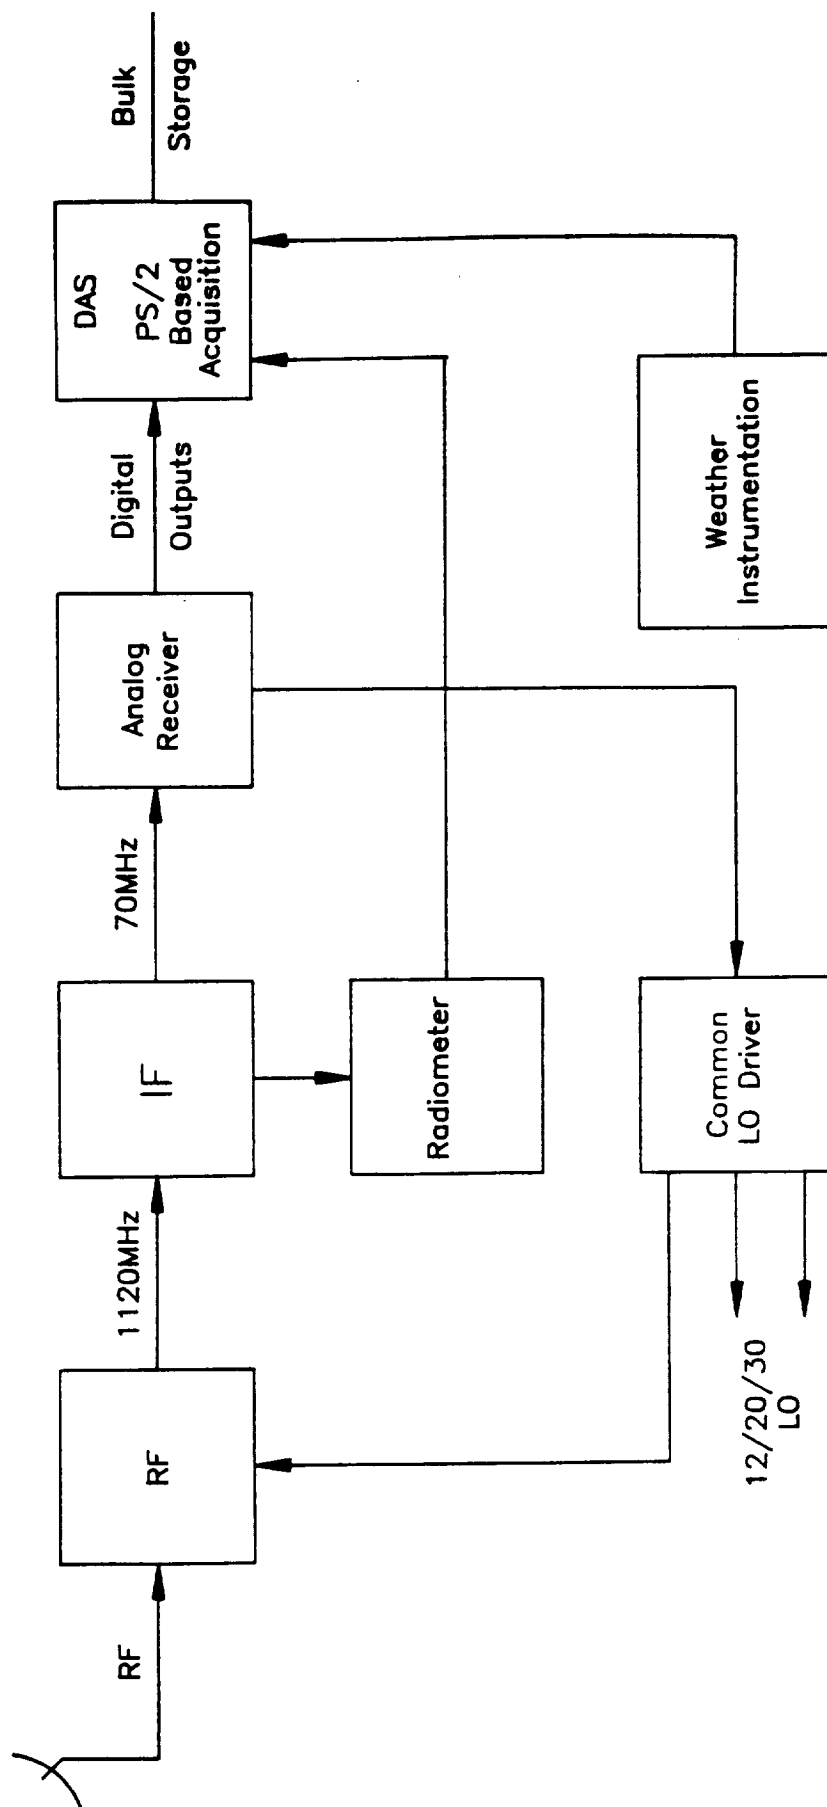 RF
RF
1120MHz
IF
70MHz
Analog
Receiver
Digital
Outputs
DAS
PS/2
Based
Acquisition
Bulk
Storage
Radiometer
12/20/30
LO
Common
LO Driver
Weather
Instrumentation